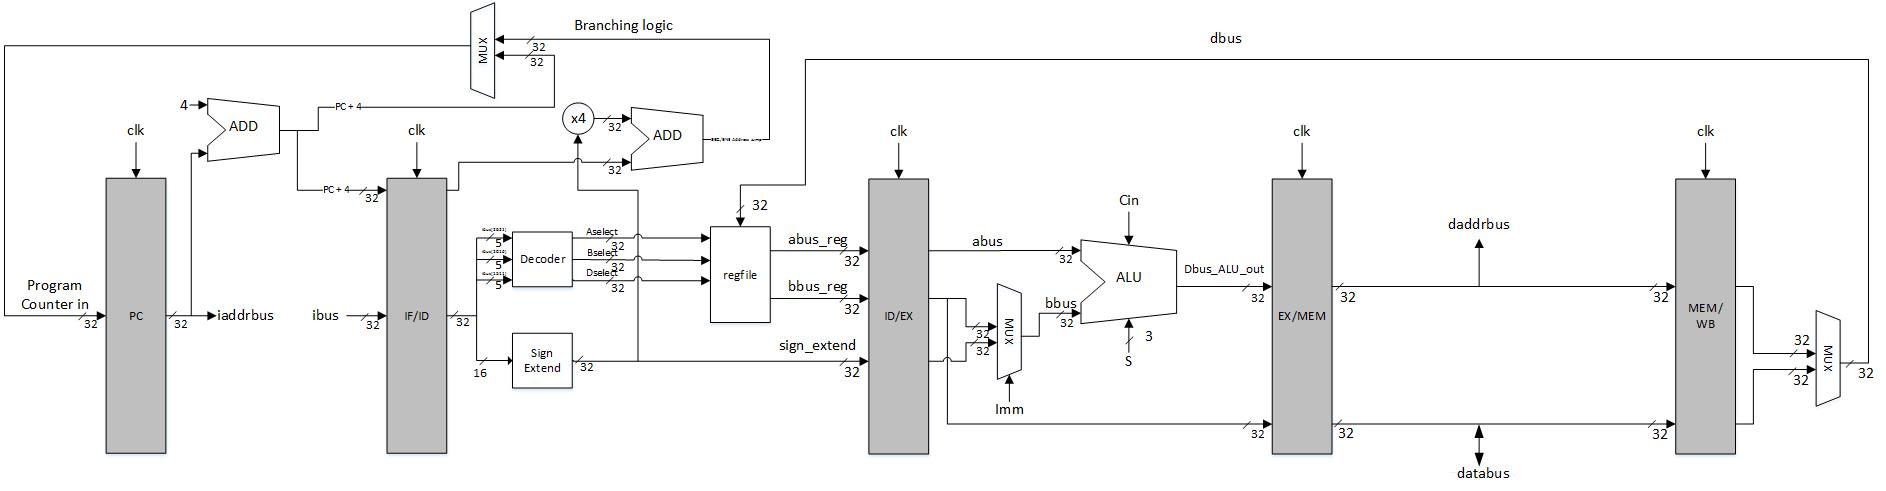 Branching logic
dbus
MUX
32
32
4
ADD
PC + 4
clk
clk
x4
32
ADD
clk
clk
clk
32
PC + 4
32
32
Cin
daddrbus
5
Aselect
32
abus_reg
32
abus
32
Decoder
5
Bselect
32
regfile
ALU
Dbus_ALU_out
32
5
Dselect
32
bbus_reg
32
bbus
32
32
32
Program
Counter in
32
PC
32
iaddrbus
ibus
32
IF/ID
32
ID/EX
32
MUX
EX/MEM
MEM/
WB
3
S
32
sign_extend
32
32
MUX
32
32
Sign
Extend
16
32
Imm
32
32
32
databus